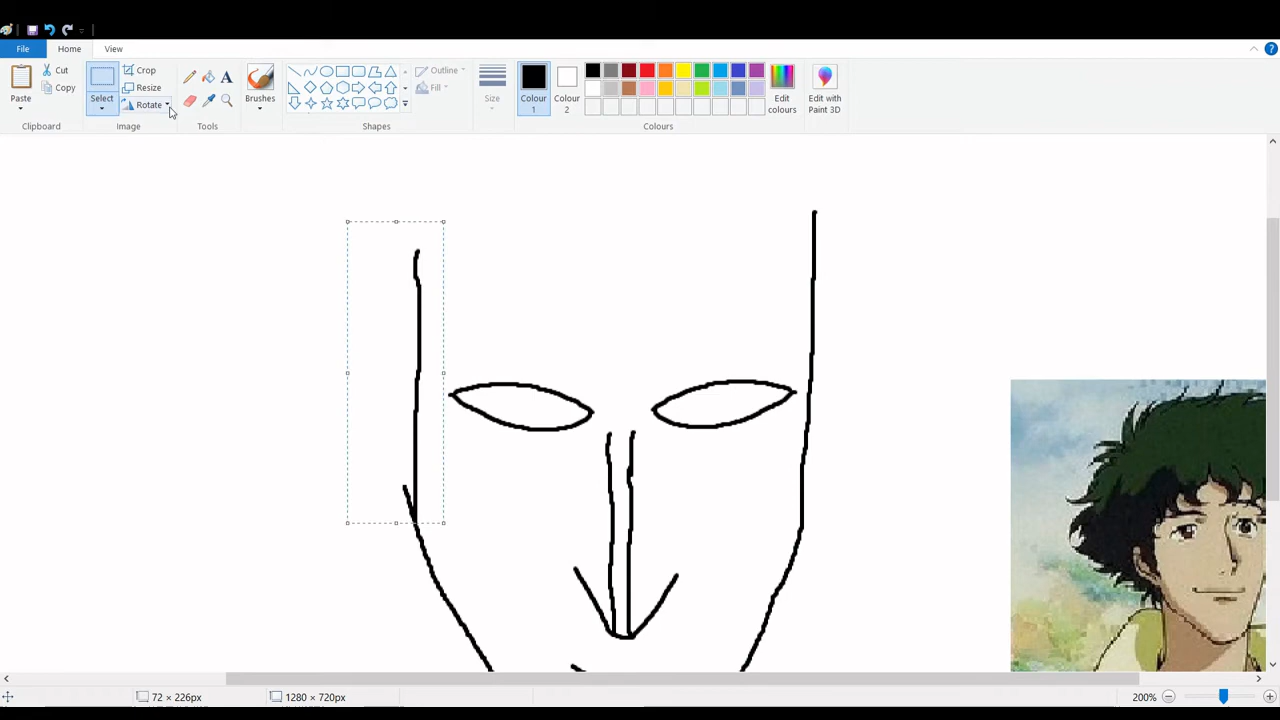 File Home View
Paste
Cut
Copy
Clipboard
Select
Crop
Resize
Rotate
Image
A
Tools
Brushes
Outline
Fill
Shapes
Size
Colour
1
Colour
2
Edit
colours
Edit with
Paint 3D
Colours
?
72 × 226px
1280 × 720px
200%